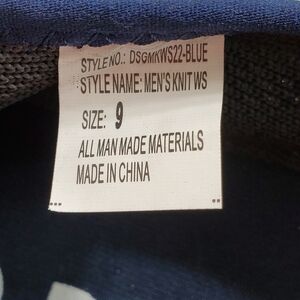 STYLE NO.: DSGMKWS22-BLUE
STYLE NAME: MEN'S KNIT WS
SIZE: 9
ALL MAN MADE MATERIALS
MADE IN CHINA